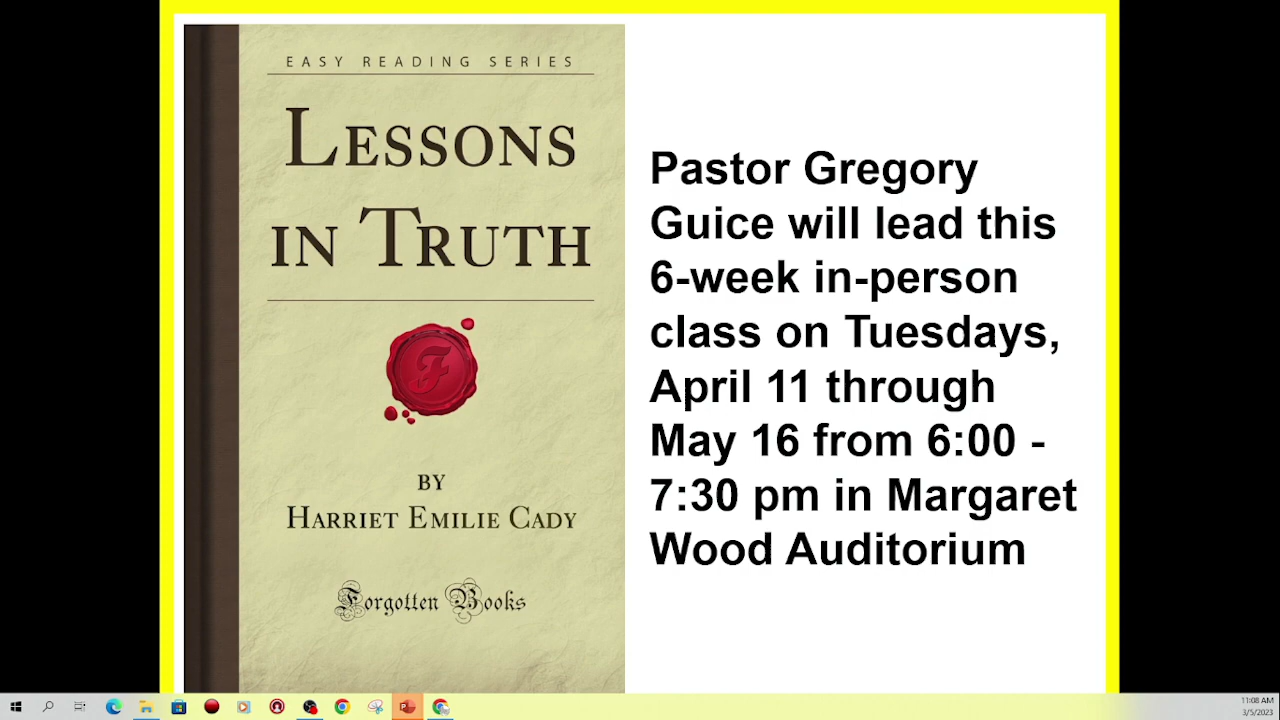 EASY READING SERIES
LESSONS
IN TRUTH
F
BY
HARRIET EMILIE CADY
Forgotten Books
Pastor Gregory
Guice will lead this
6-week in-person
class on Tuesdays,
April 11 through
May 16 from 6:00 -
7:30 pm in Margaret
Wood Auditorium
11:08 AM
3/5/2023